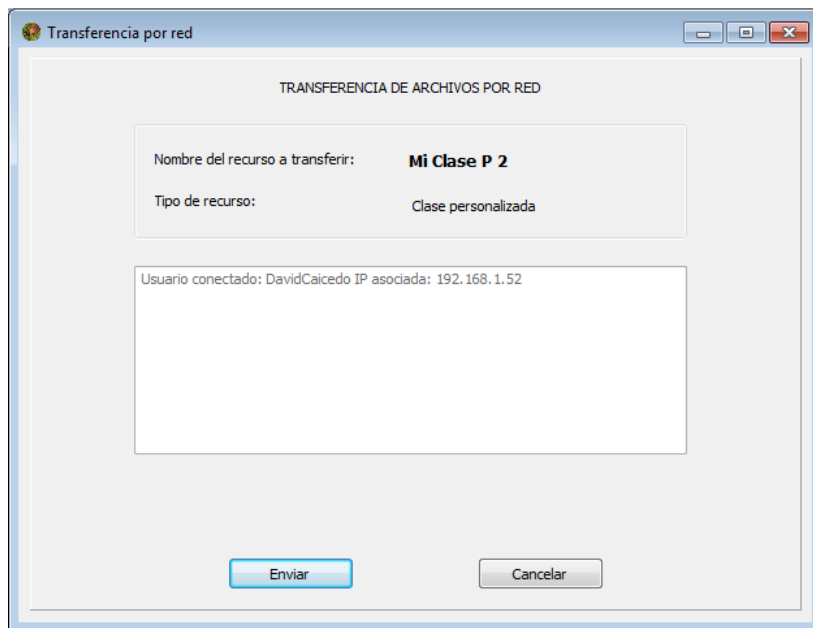 Transferencia por red
TRANSFERENCIA DE ARCHIVOS POR RED
Nombre del recurso a transferir: Mi Clase P 2
Tipo de recurso: Clase personalizada
Usuario conectado: DavidCaicedo IP asociada: 192.168.1.52
Enviar Cancelar